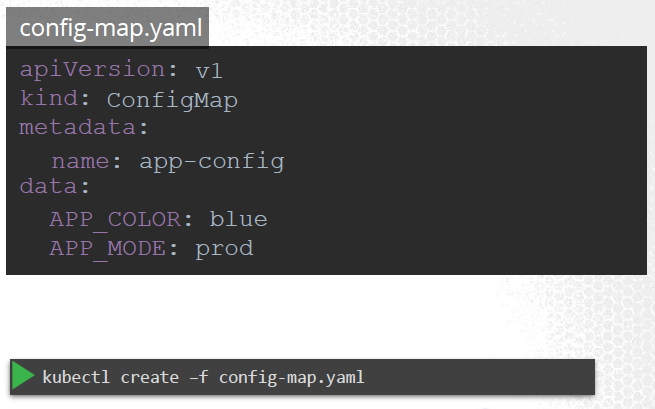 config-map.yaml
apiVersion: v1
kind: ConfigMap
metadata:
  name: app-config
data:
  APP_COLOR: blue
  APP_MODE: prod
kubectl create –f config-map.yaml